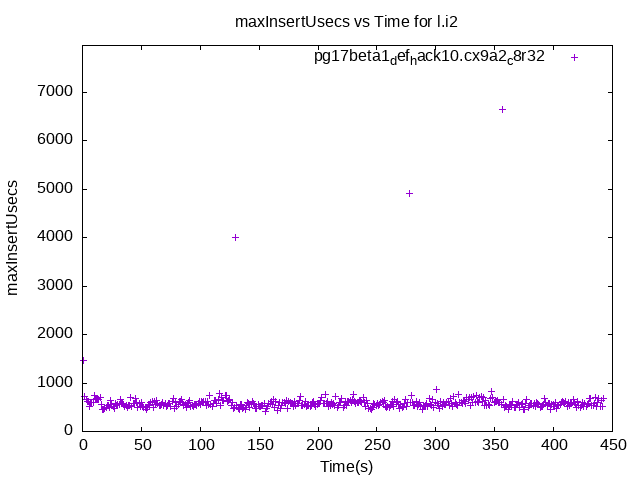 maxInsertUsecs vs Time for l.i2
pg17beta1_def_hack10.cx9a2_c8r32
7000
6000
5000
4000
3000
2000
1000
0
maxInsertUsecs
0 50 100 150 200 250 300 350 400 450
Time(s)